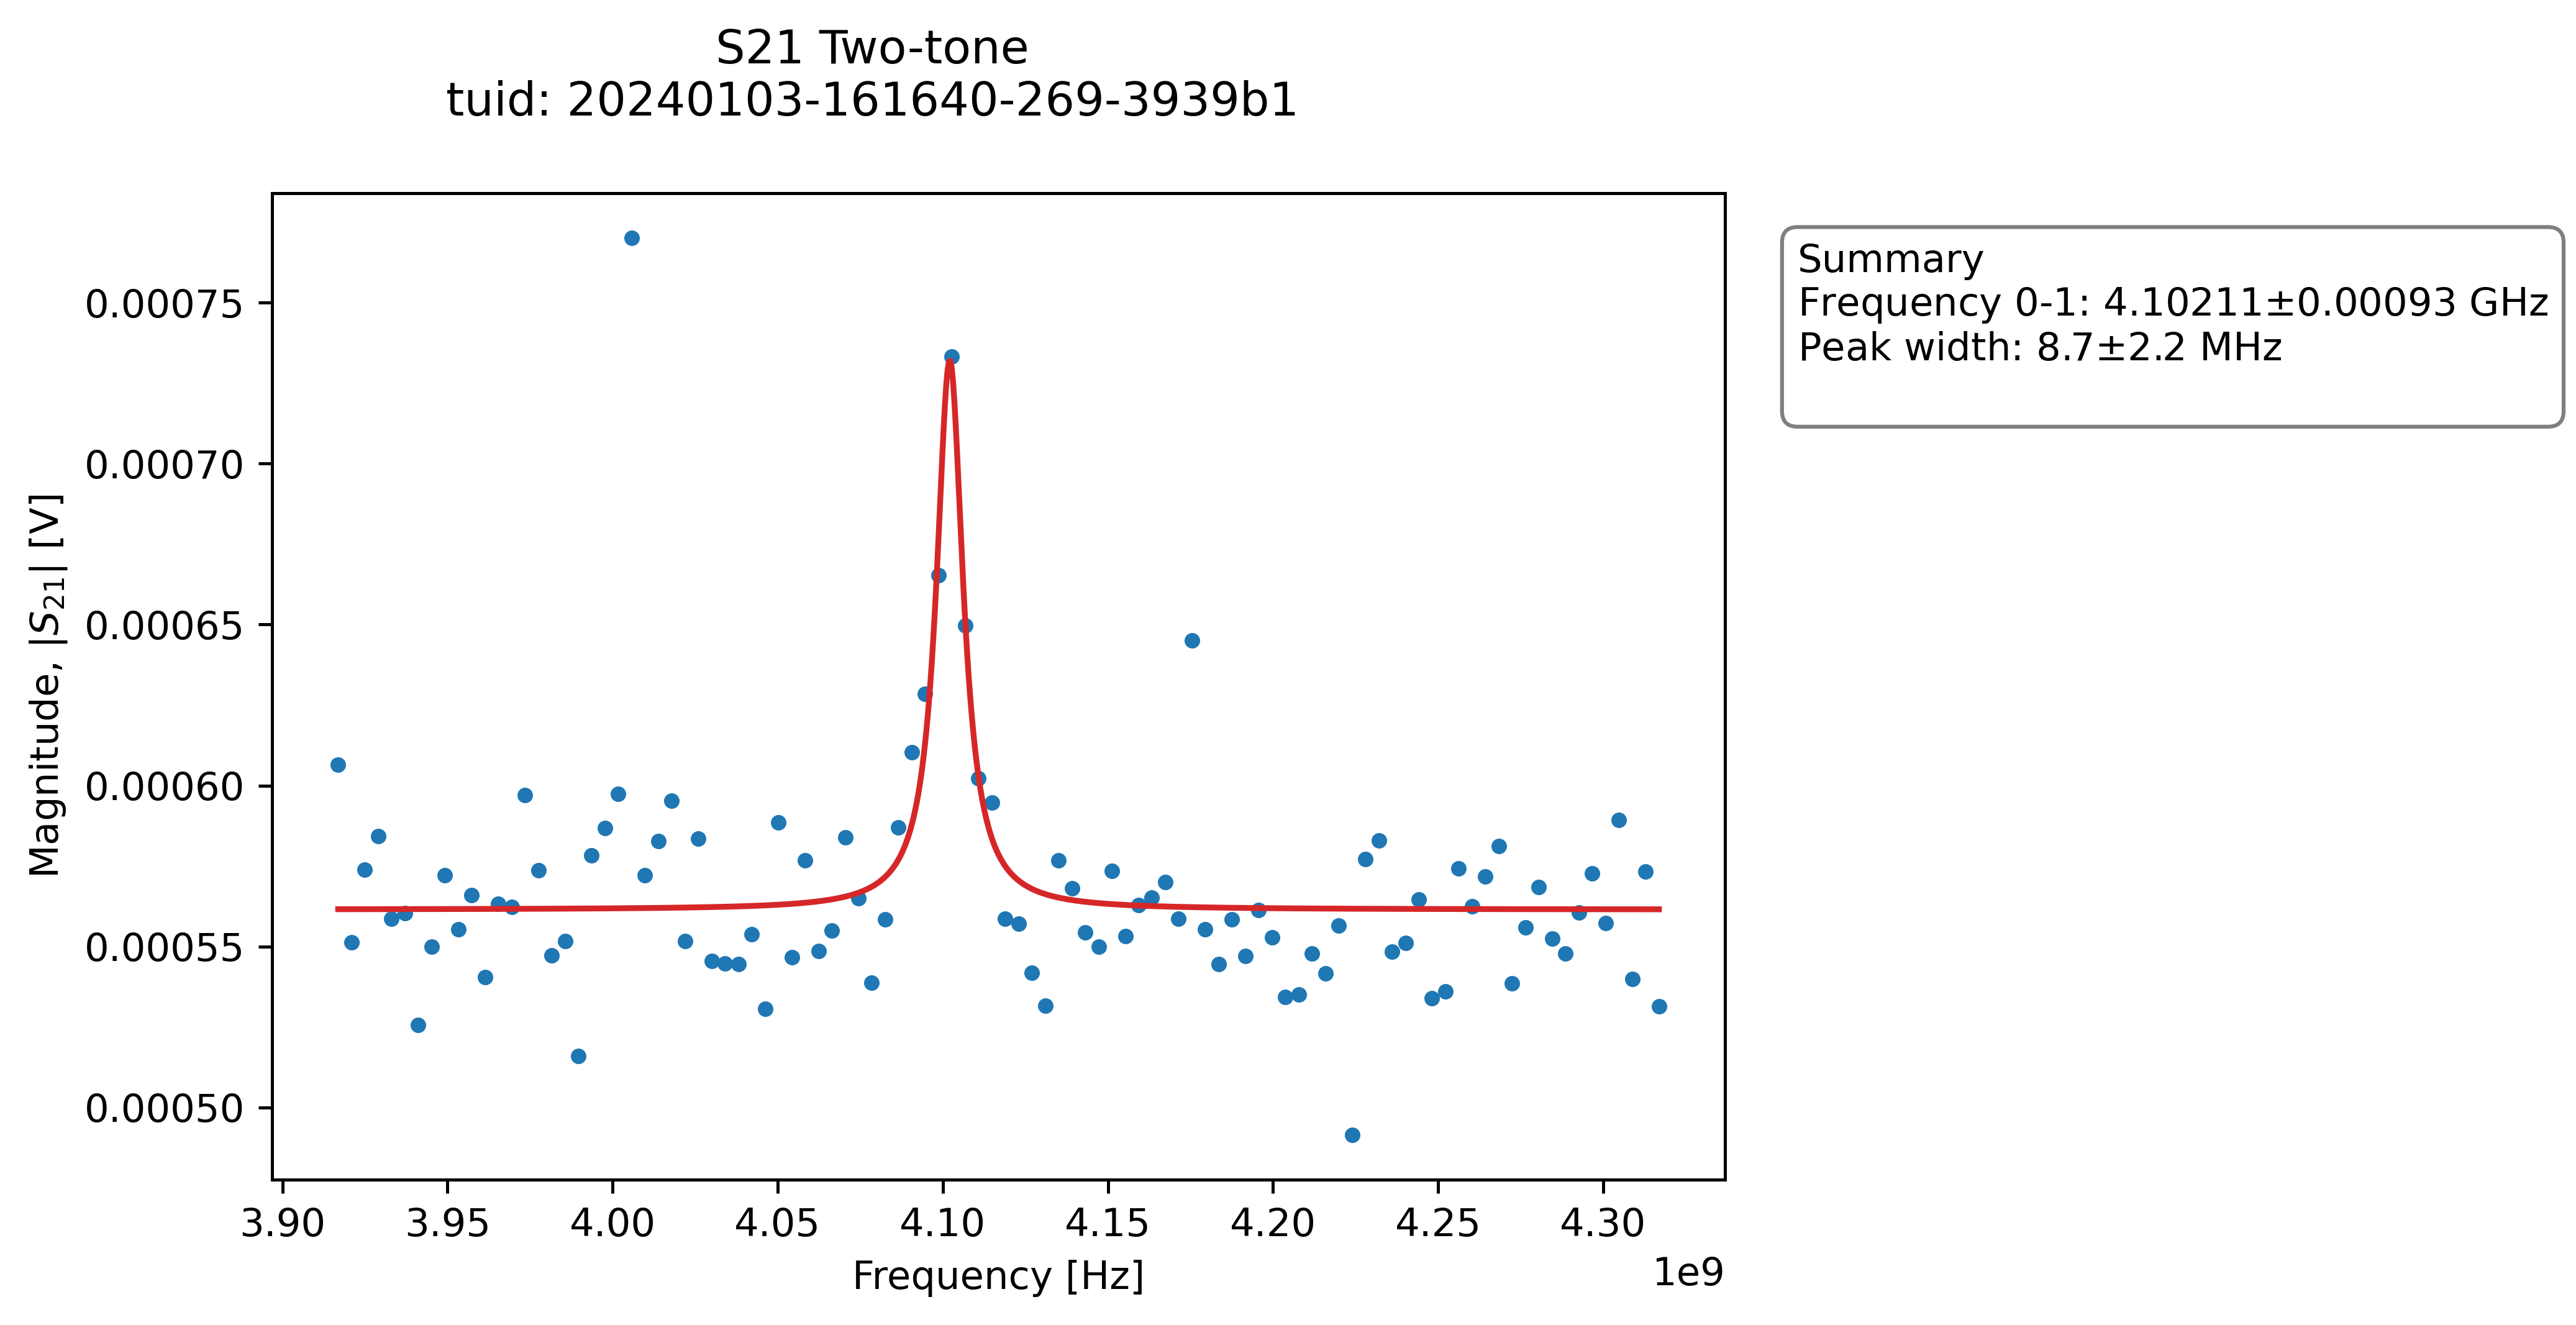 S21 Two-tone
tuid: 20240103-161640-269-3939b1
Magnitude, |S21| [V]
0.00075
0.00070
0.00065
0.00060
0.00055
0.00050
3.90 3.95 4.00 4.05 4.10 4.15 4.20 4.25 4.30
1e9
Frequency [Hz]
Summary
Frequency 0-1: 4.10211±0.00093 GHz
Peak width: 8.7±2.2 MHz